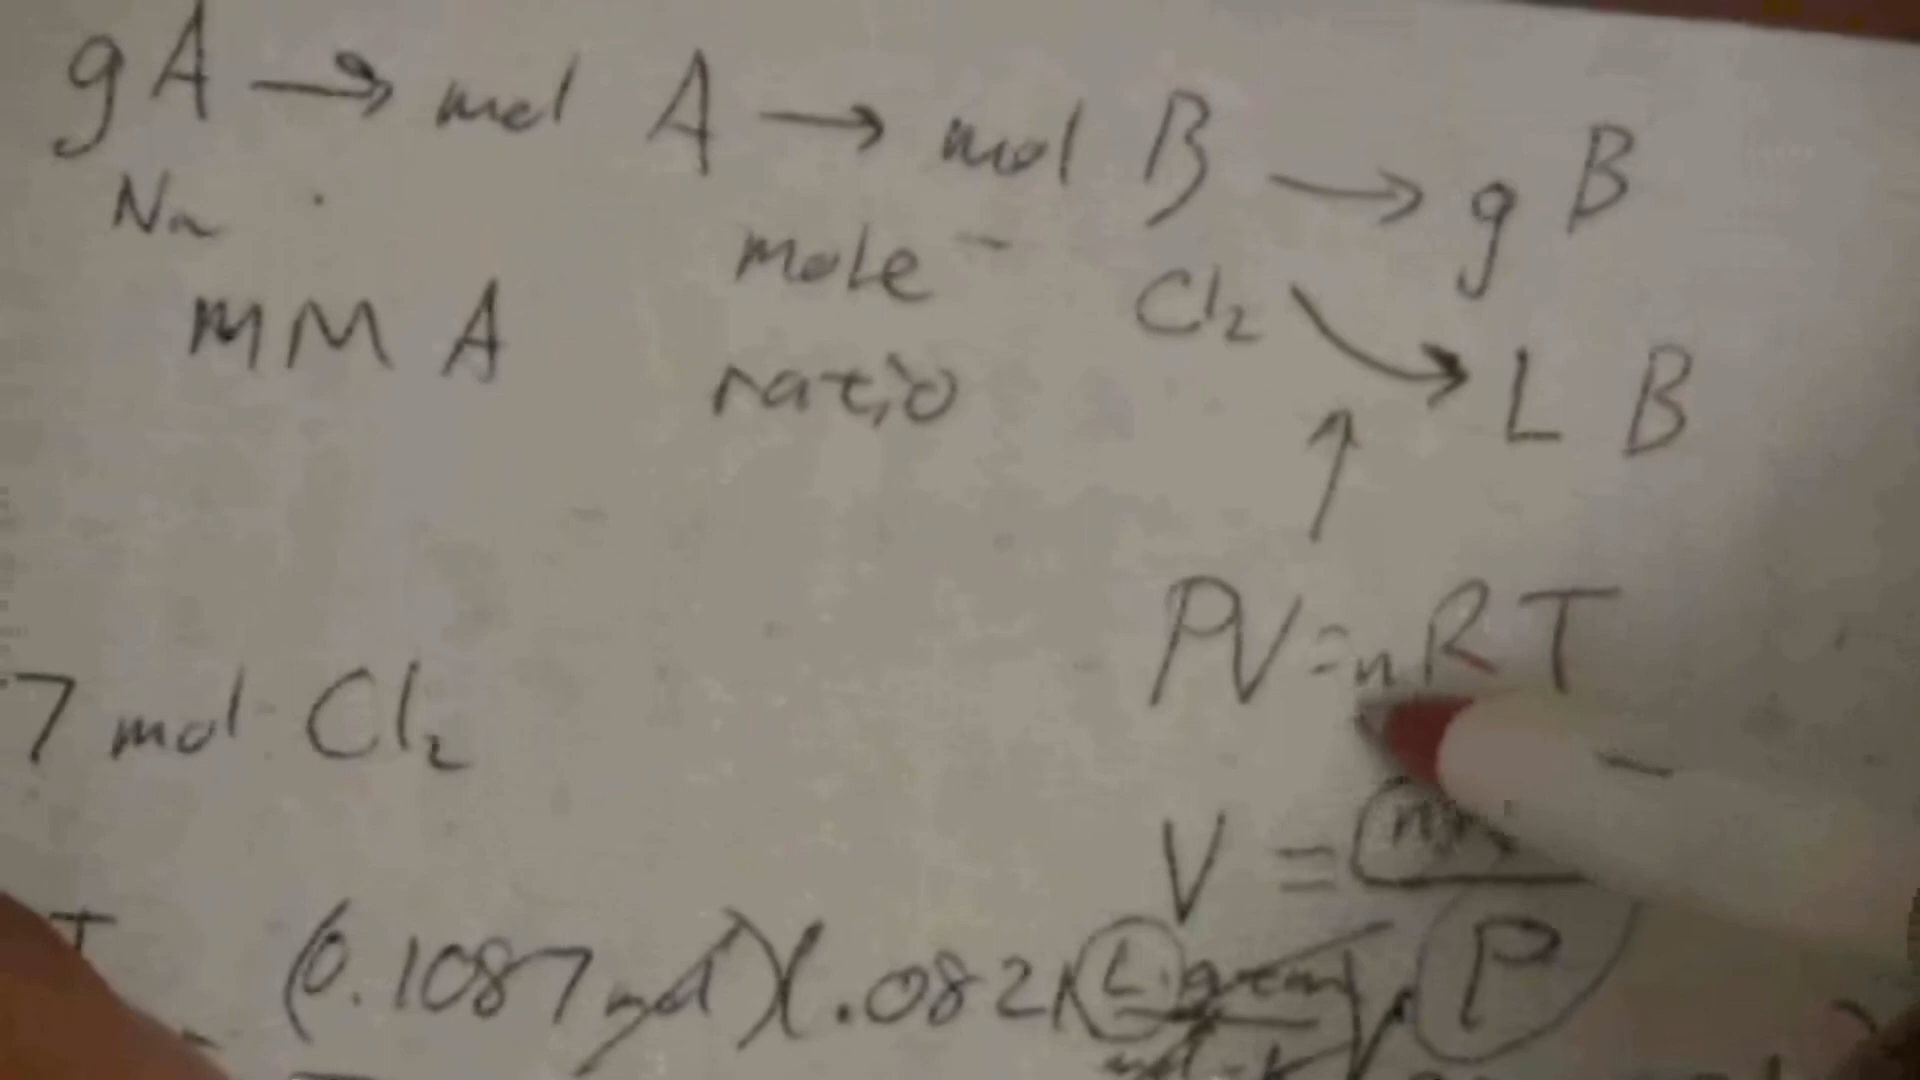 g A → mol A → mol B → g B
Na
mole
Cl₂
MM A
ratio
L B
↑
PV = nRT
7 mol Cl₂
V =
P
(0.1087 mol)(.0821 L